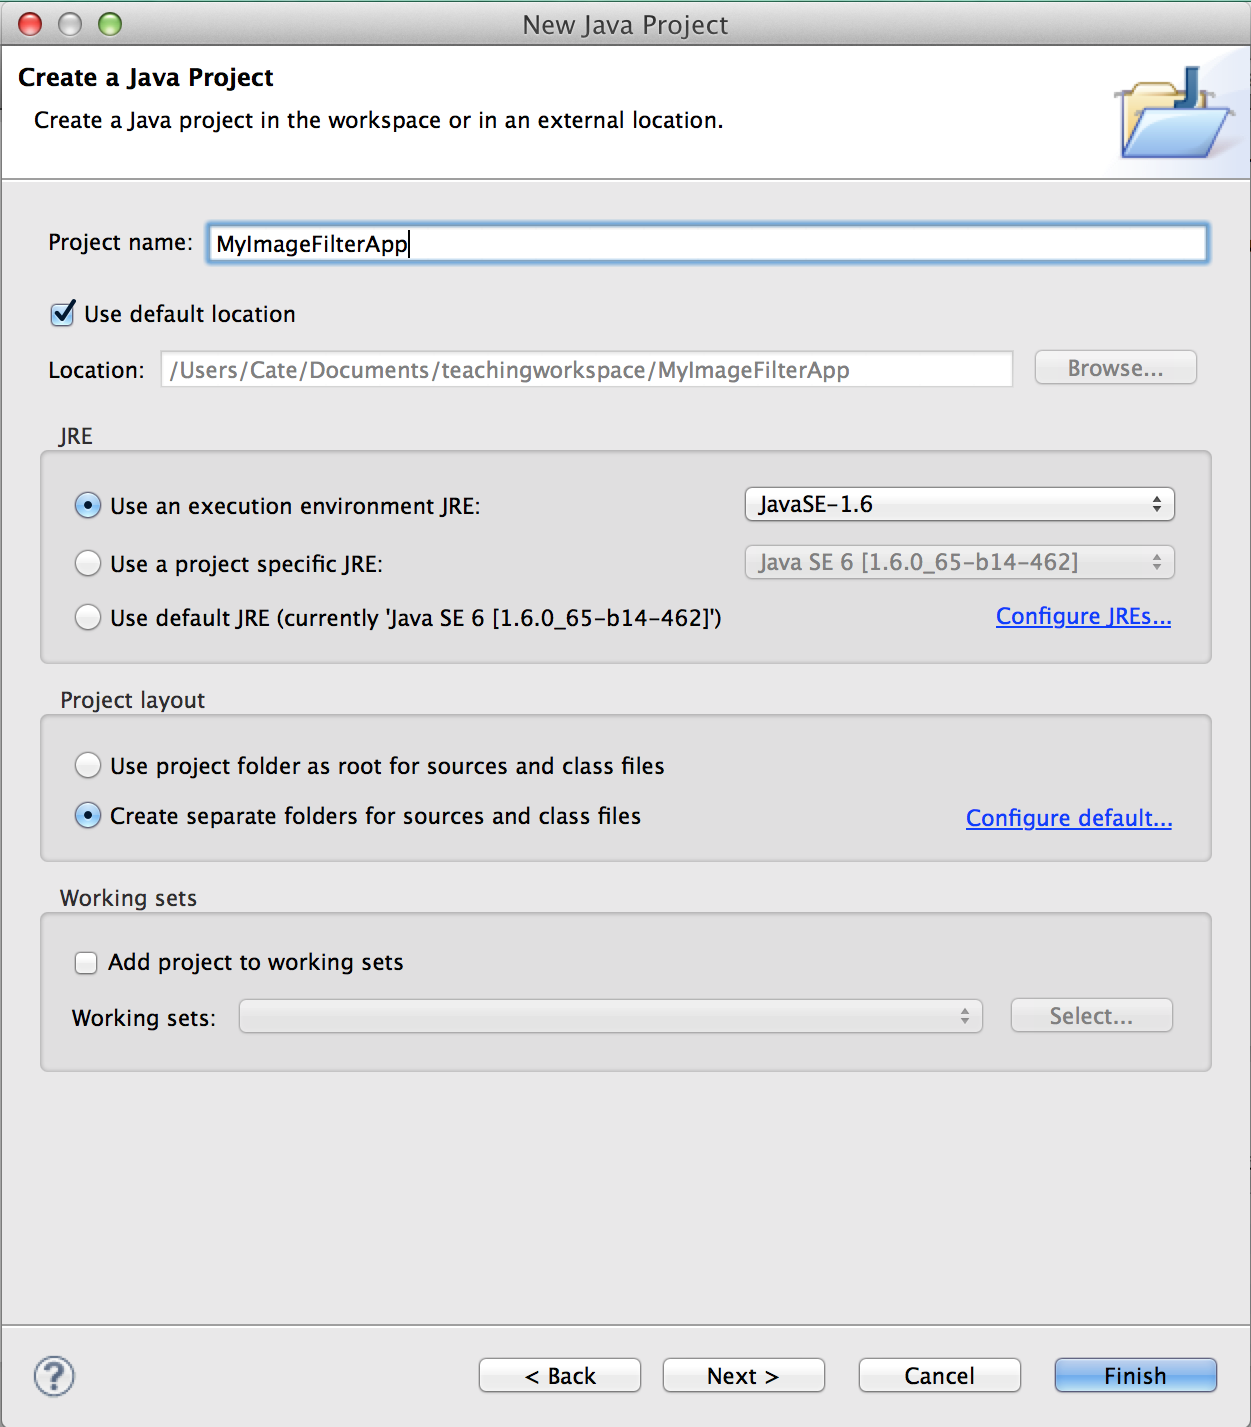 New Java Project
Create a Java Project
Create a Java project in the workspace or in an external location.
Project name: MyImageFilterApp
Use default location
Location: /Users/Cate/Documents/teachingworkspace/MyImageFilterApp Browse...
JRE
Use an execution environment JRE: JavaSE-1.6
Use a project specific JRE: Java SE 6 [1.6.0_65-b14-462]
Use default JRE (currently 'Java SE 6 [1.6.0_65-b14-462]') Configure JREs...
Project layout
Use project folder as root for sources and class files
Create separate folders for sources and class files Configure default...
Working sets
Add project to working sets
Working sets: Select...
? < Back Next > Cancel Finish